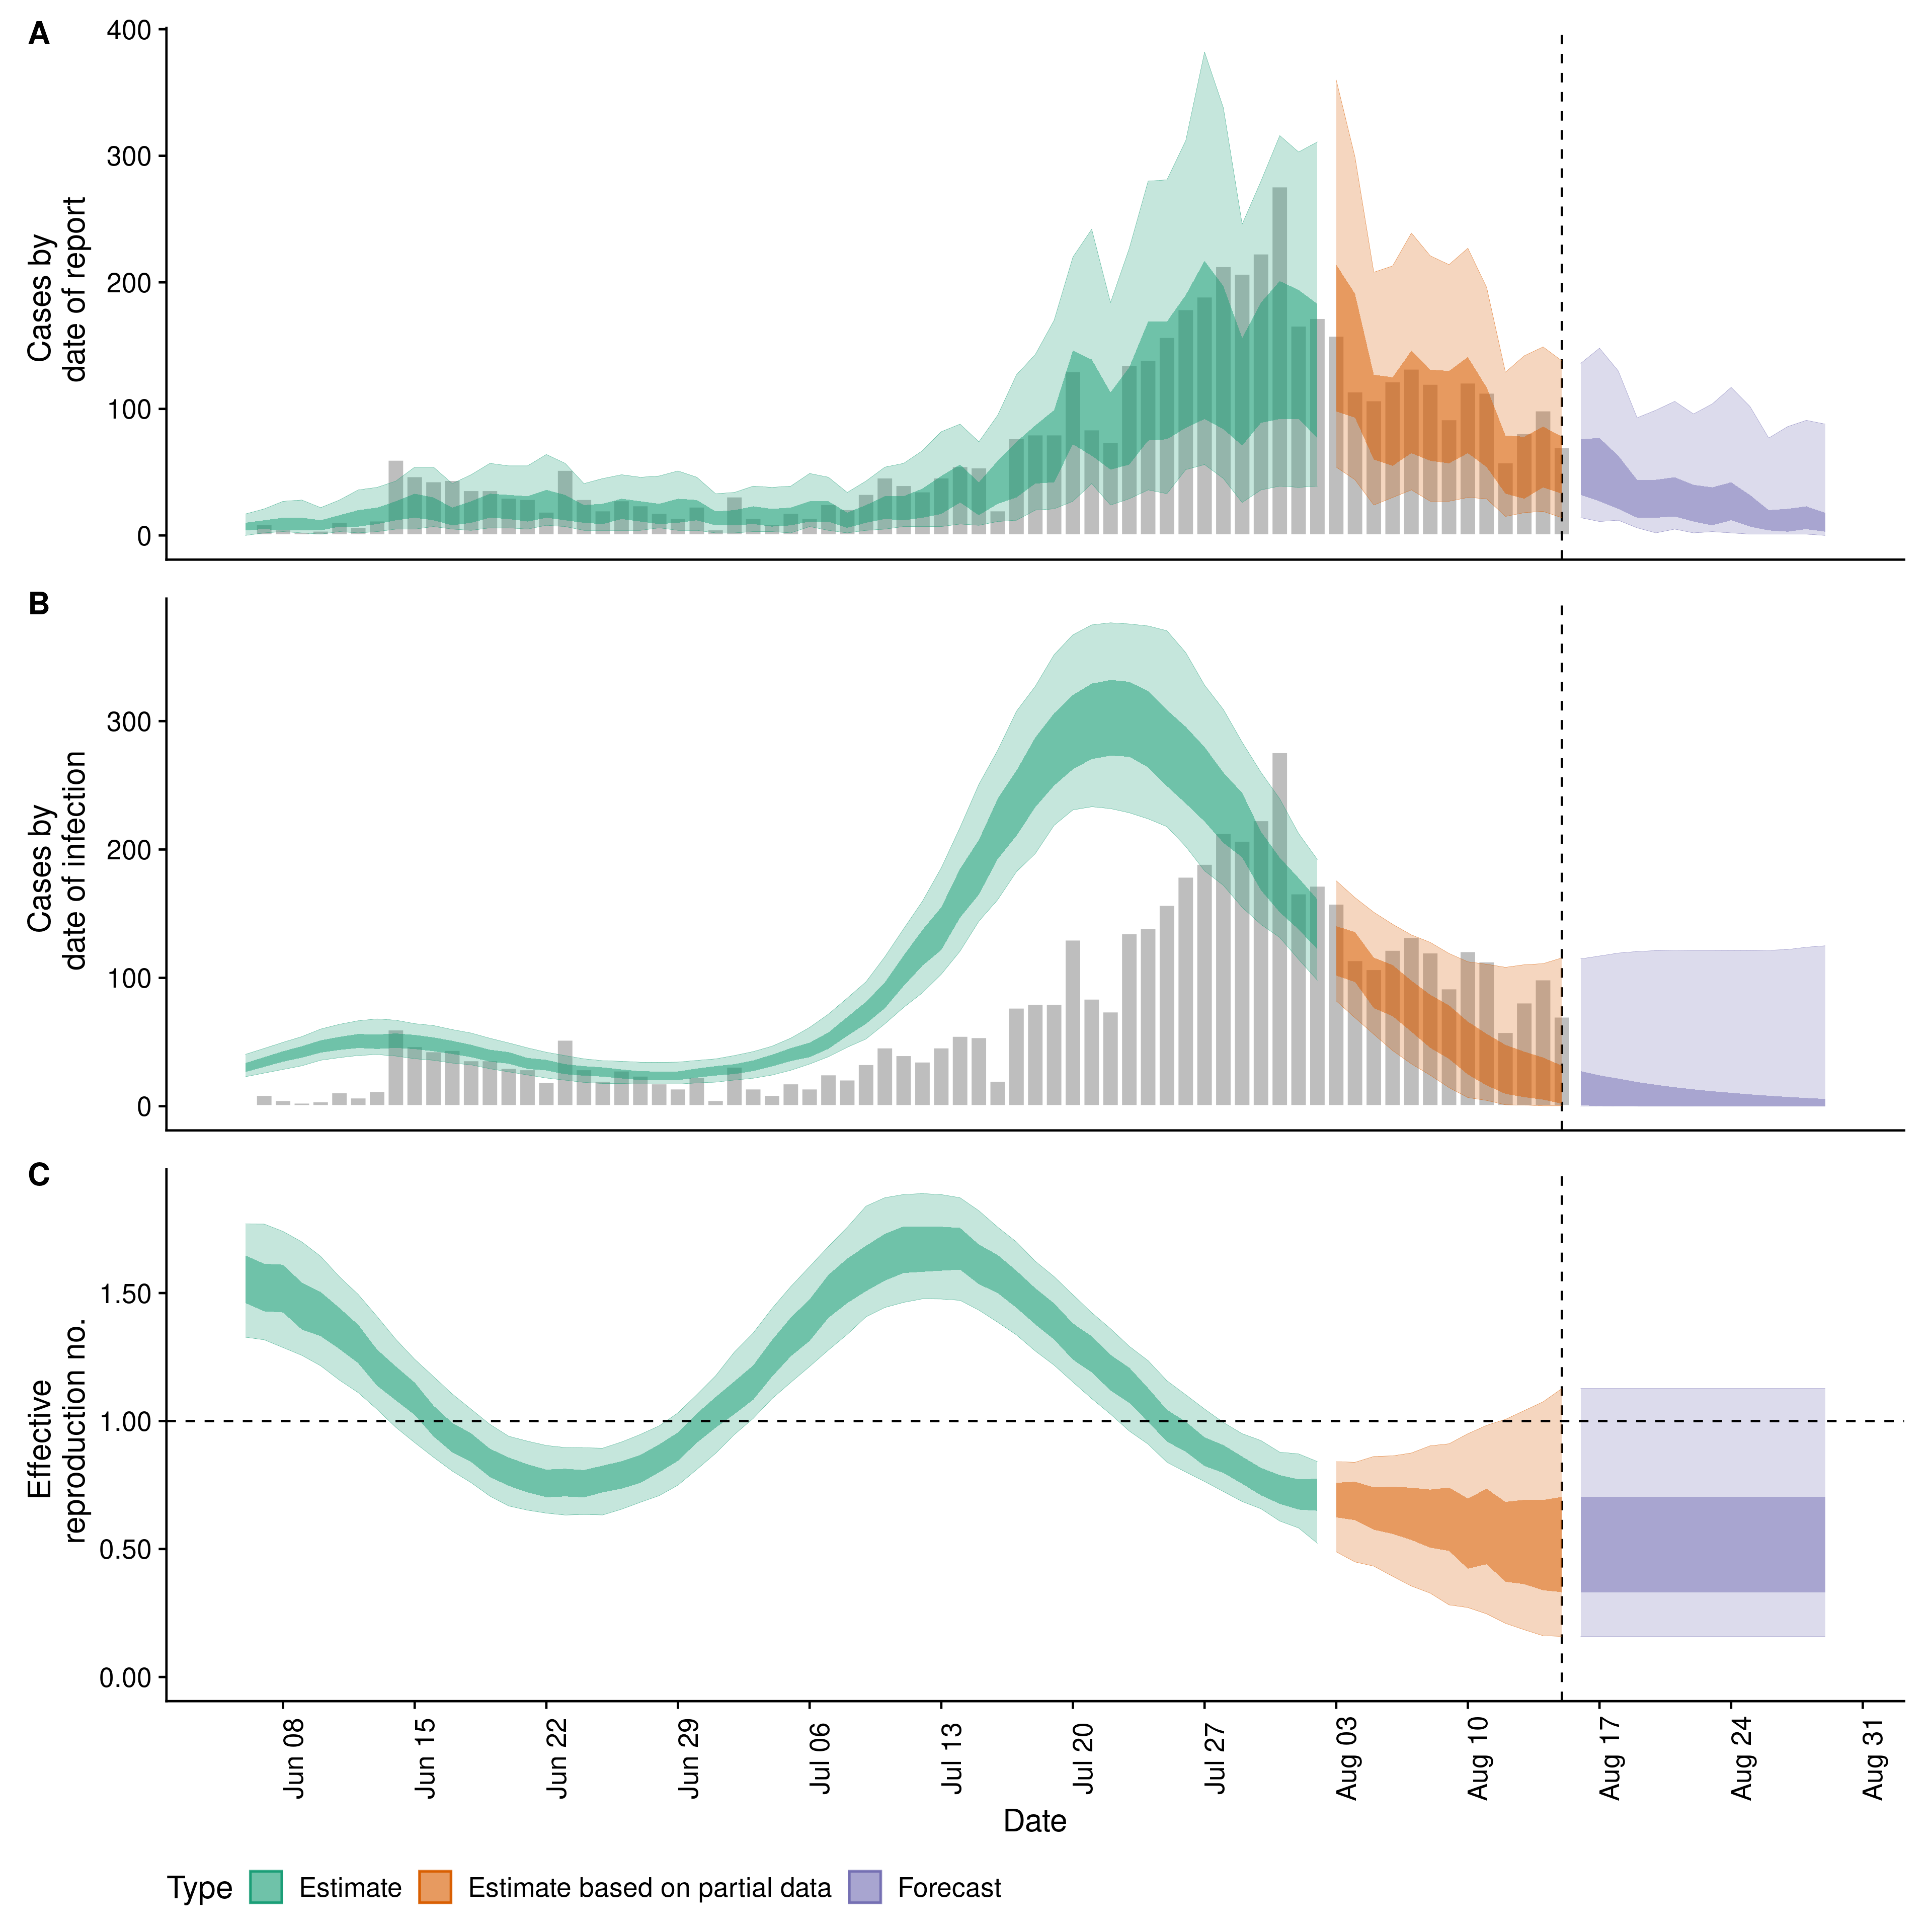 A
400
300
200
100
0
Cases by
date of report
B
300
200
100
0
Cases by
date of infection
C
1.50
1.00
0.50
0.00
Effective
reproduction no.
Jun 08
Jun 15
Jun 22
Jun 29
Jul 06
Jul 13
Jul 20
Jul 27
Aug 03
Aug 10
Aug 17
Aug 24
Aug 31
Date
Type Estimate Estimate based on partial data Forecast